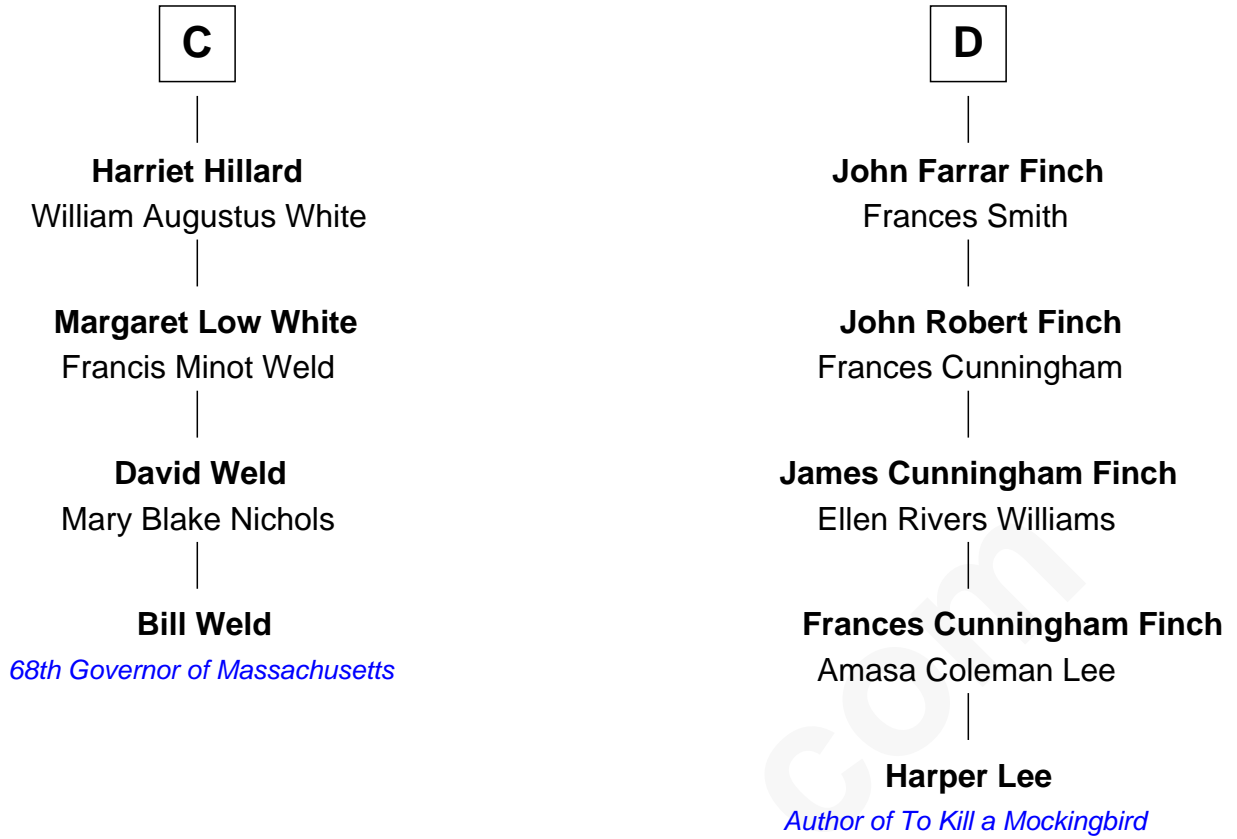 C
Harriet Hillard
William Augustus White
Margaret Low White
Francis Minot Weld
David Weld
Mary Blake Nichols
Bill Weld
68th Governor of Massachusetts
D
John Farrar Finch
Frances Smith
John Robert Finch
Frances Cunningham
James Cunningham Finch
Ellen Rivers Williams
Frances Cunningham Finch
Amasa Coleman Lee
Harper Lee
Author of To Kill a Mockingbird
com